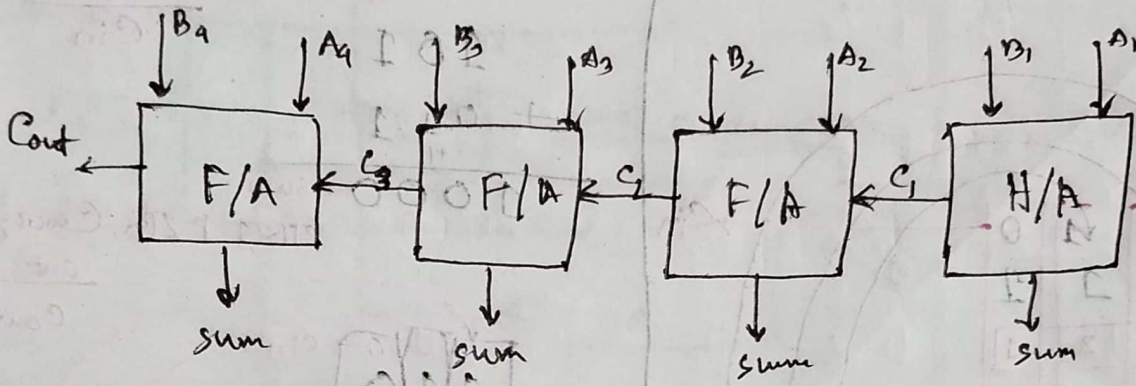 B4 A4 B3 A3 B2 A2 B1 A1
Cout F/A C3 F/A C2 F/A C1 H/A
sum sum sum sum